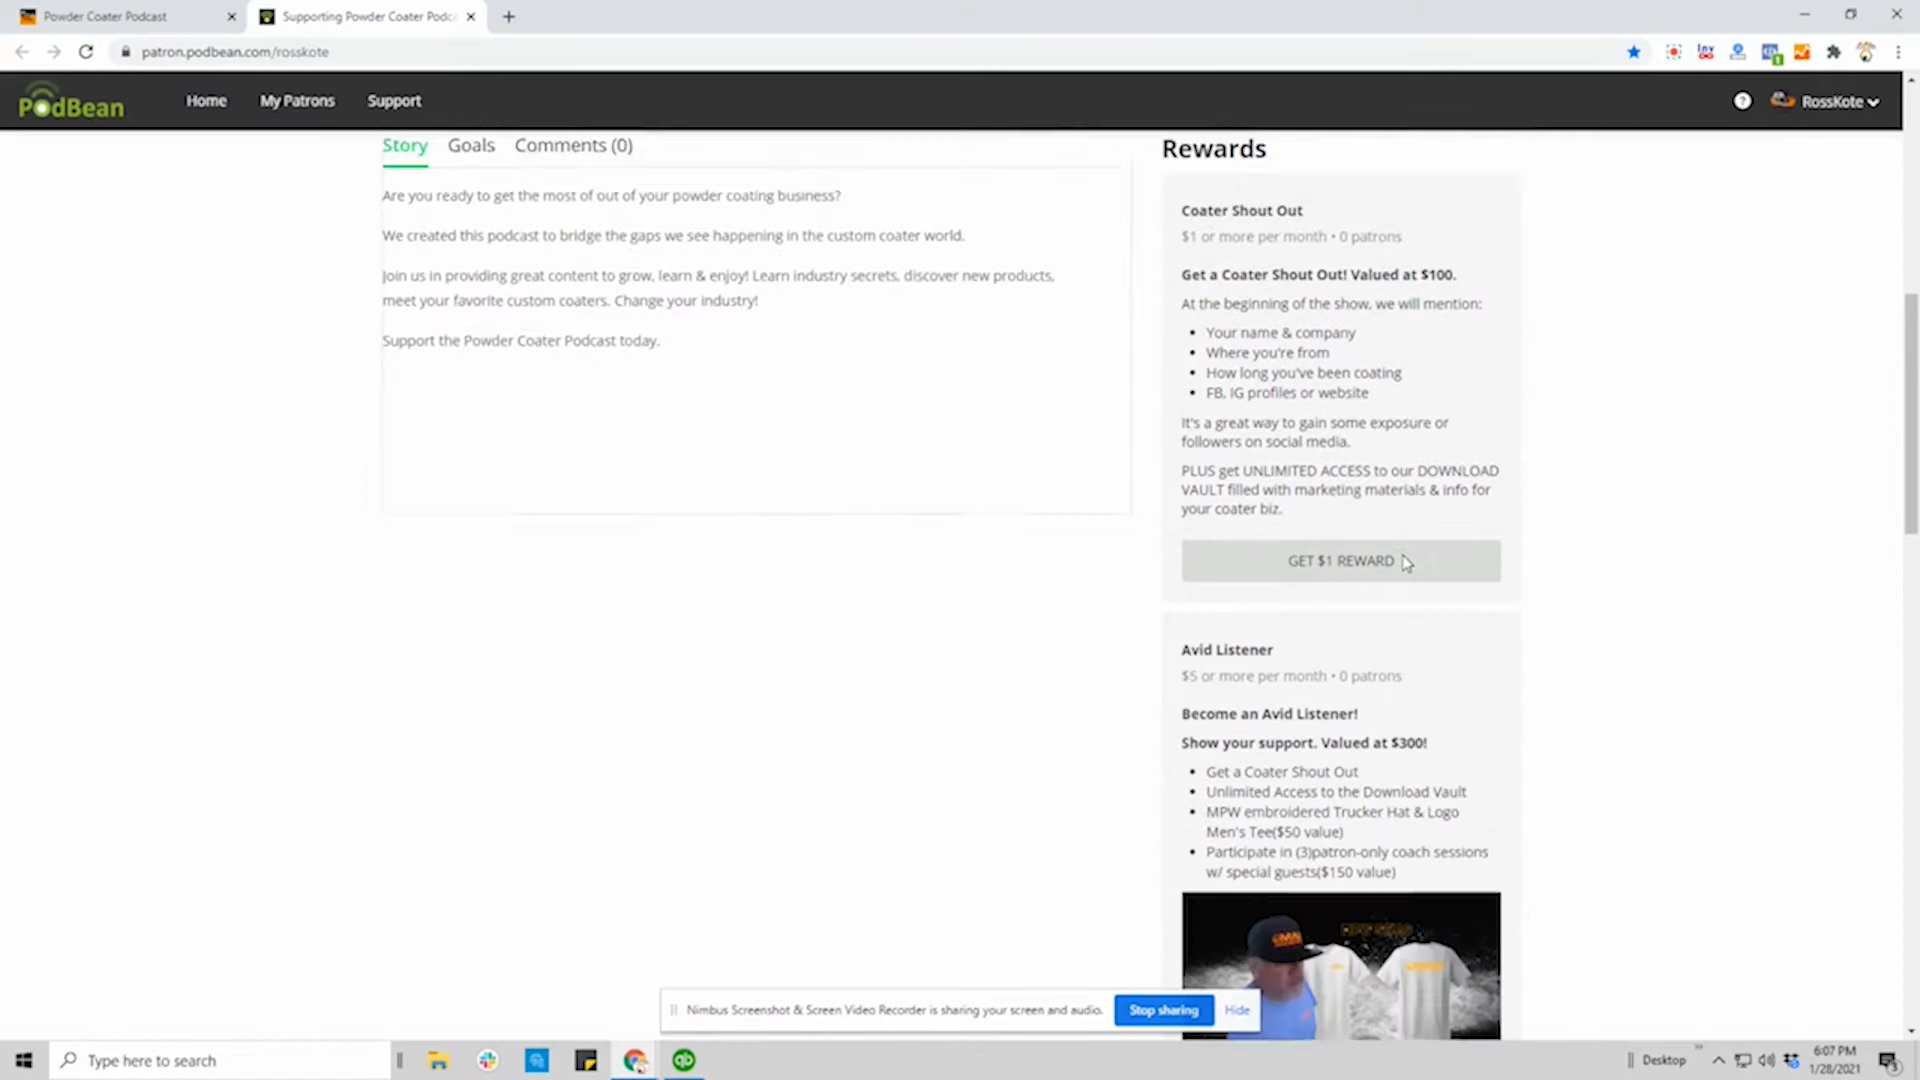 Powder Coater Podcast
Supporting Powder Coater Podc
patron.podbean.com/rosskote
PodBean
Home
My Patrons
Support
RossKote
Story
Goals
Comments (0)
Are you ready to get the most of out of your powder coating business?
We created this podcast to bridge the gaps we see happening in the custom coater world.
Join us in providing great content to grow, learn & enjoy! Learn industry secrets, discover new products,
meet your favorite custom coaters. Change your industry!
Support the Powder Coater Podcast today.
Rewards
Coater Shout Out
$1 or more per month • 0 patrons
Get a Coater Shout Out! Valued at $100.
At the beginning of the show, we will mention:
• Your name & company
• Where you're from
• How long you've been coating
• FB, IG profiles or website
It's a great way to gain some exposure or
followers on social media.
PLUS get UNLIMITED ACCESS to our DOWNLOAD
VAULT filled with marketing materials & info for
your coater biz.
GET $1 REWARD
Avid Listener
$5 or more per month • 0 patrons
Become an Avid Listener!
Show your support. Valued at $300!
• Get a Coater Shout Out
• Unlimited Access to the Download Vault
• MPW embroidered Trucker Hat & Logo
Men's Tee($50 value)
• Participate in (3)patron-only coach sessions
w/ special guests($150 value)
Nimbus Screenshot & Screen Video Recorder is sharing your screen and audio.
Stop sharing
Hide
Type here to search
Desktop
6:07 PM
1/28/2021